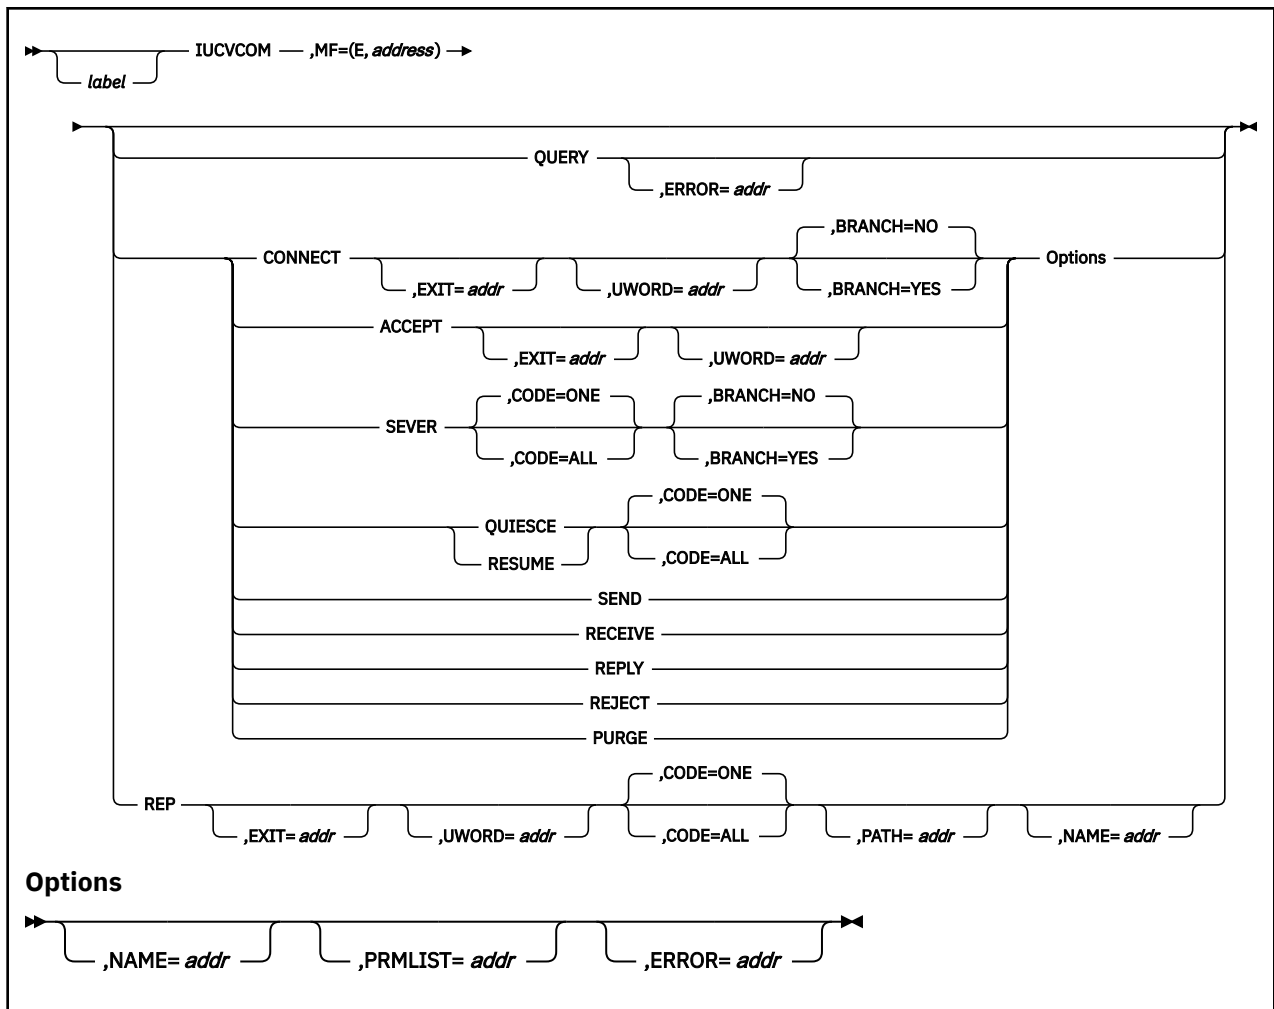 IUCVCOM ,MF=(E, address)
label
QUERY
,ERROR= addr
,BRANCH=NO
CONNECT Options
,EXIT= addr ,UWORD= addr ,BRANCH=YES
ACCEPT
,EXIT= addr ,UWORD= addr
,CODE=ONE ,BRANCH=NO
SEVER
,CODE=ALL ,BRANCH=YES
,CODE=ONE
QUIESCE
RESUME ,CODE=ALL
SEND
RECEIVE
REPLY
REJECT
PURGE
,CODE=ONE
REP
,EXIT= addr ,UWORD= addr ,CODE=ALL ,PATH= addr ,NAME= addr
Options
,NAME= addr ,PRMLIST= addr ,ERROR= addr